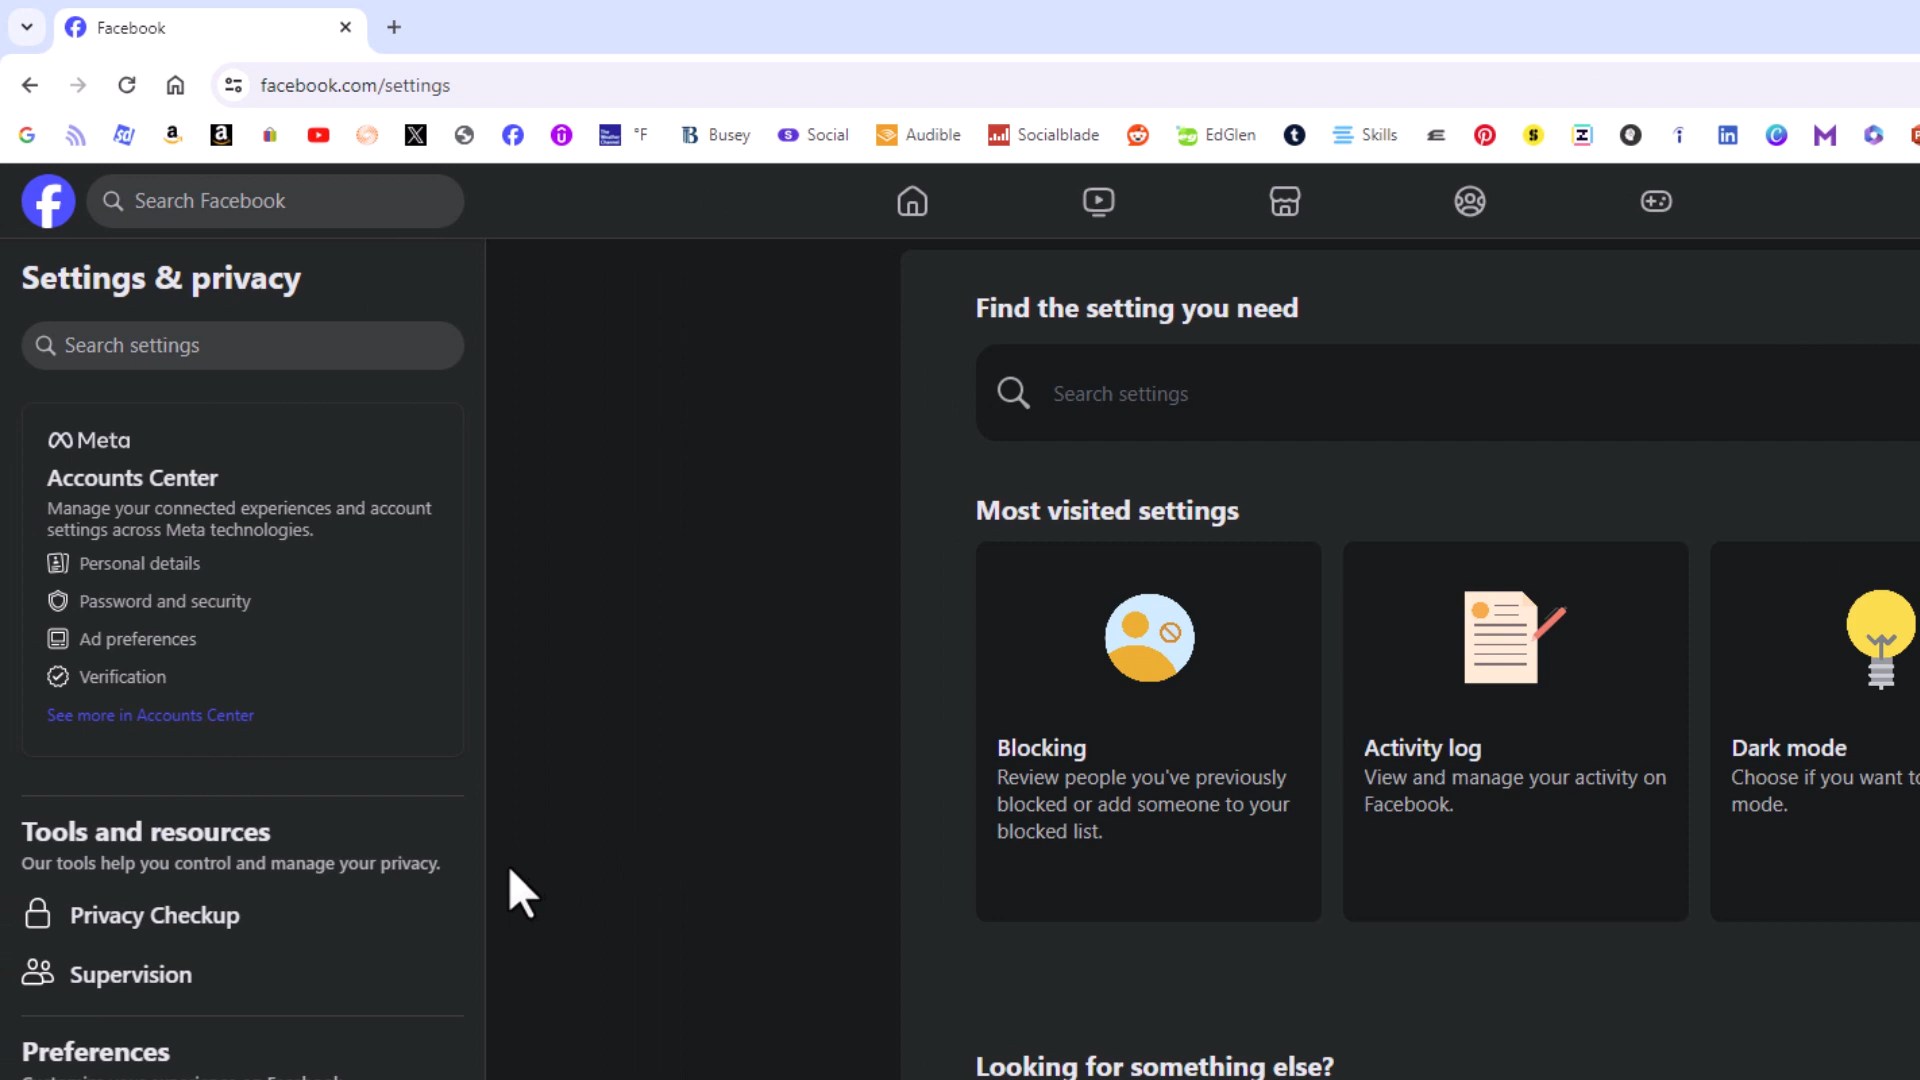 Facebook
facebook.com/settings
°F
Busey
Social
Audible
Socialblade
EdGlen
Skills
Search Facebook
Settings & privacy
Search settings
Meta
Accounts Center
Manage your connected experiences and account
settings across Meta technologies.
Personal details
Password and security
Ad preferences
Verification
See more in Accounts Center
Tools and resources
Our tools help you control and manage your privacy.
Privacy Checkup
Supervision
Preferences
Find the setting you need
Search settings
Most visited settings
Blocking
Review people you've previously
blocked or add someone to your
blocked list.
Activity log
View and manage your activity on
Facebook.
Dark mode
Choose if you want to
mode.
Looking for something else?